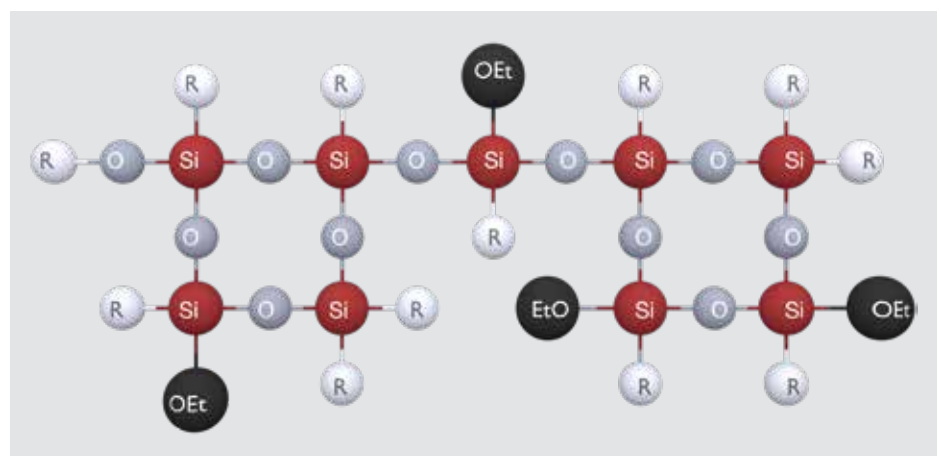 OEt
R R R R
R O Si O Si O Si O Si O Si R
O O R O O
R Si O Si R EtO Si O Si OEt
R R R
OEt